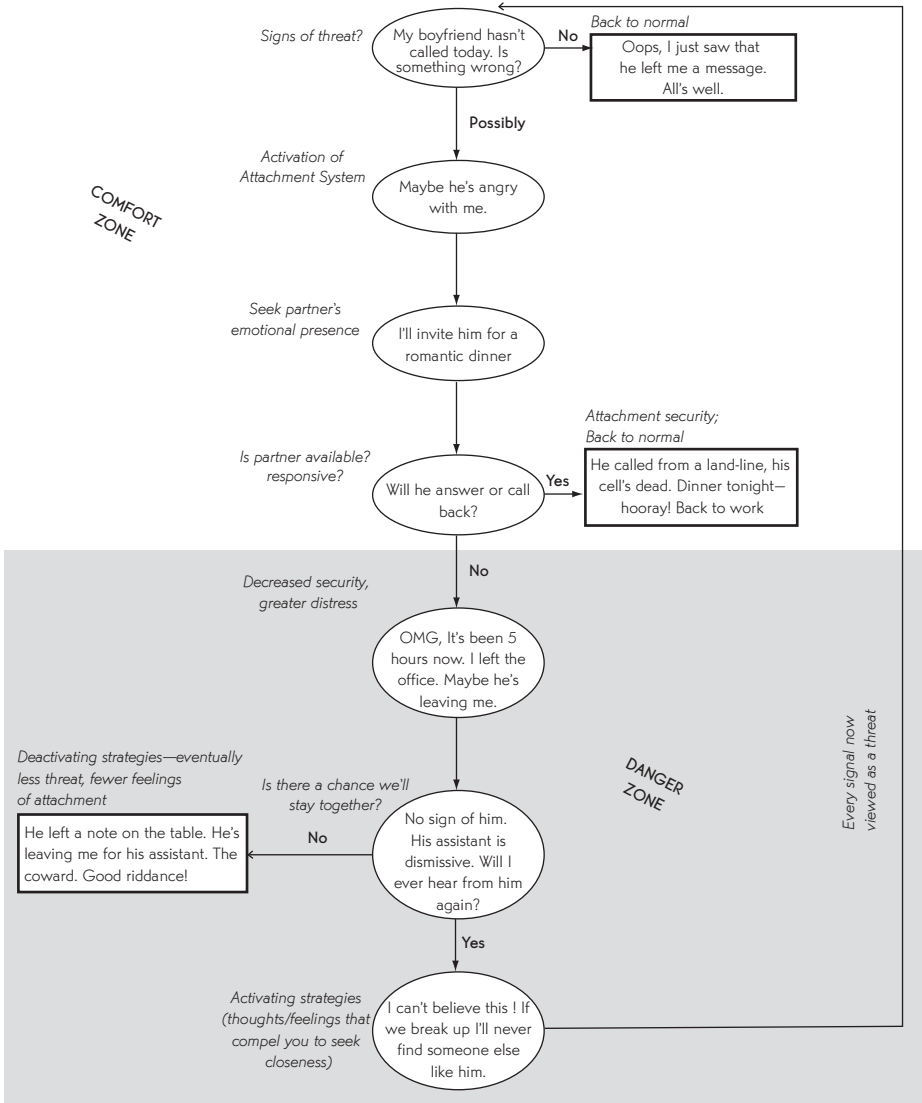 Signs of threat?
My boyfriend hasn't
called today. Is
something wrong?
No
Back to normal
Oops, I just saw that
he left me a message.
All's well.
Possibly
Activation of
Attachment System
Maybe he's angry
with me.
COMFORT
ZONE
Seek partner's
emotional presence
I'll invite him for a
romantic dinner
Is partner available?
responsive?
Will he answer or call
back?
Yes
Attachment security;
Back to normal
He called from a land-line, his
cell's dead. Dinner tonight—
hooray! Back to work
No
Decreased security,
greater distress
OMG, It's been 5
hours now. I left the
office. Maybe he's
leaving me.
DANGER
ZONE
Every signal now
viewed as a threat
Is there a chance we'll
stay together?
No sign of him.
His assistant is
dismissive. Will I
ever hear from him
again?
No
Deactivating strategies—eventually
less threat, fewer feelings
of attachment
He left a note on the table. He's
leaving me for his assistant. The
coward. Good riddance!
Yes
Activating strategies
(thoughts/feelings that
compel you to seek
closeness)
I can't believe this ! If
we break up I'll never
find someone else
like him.